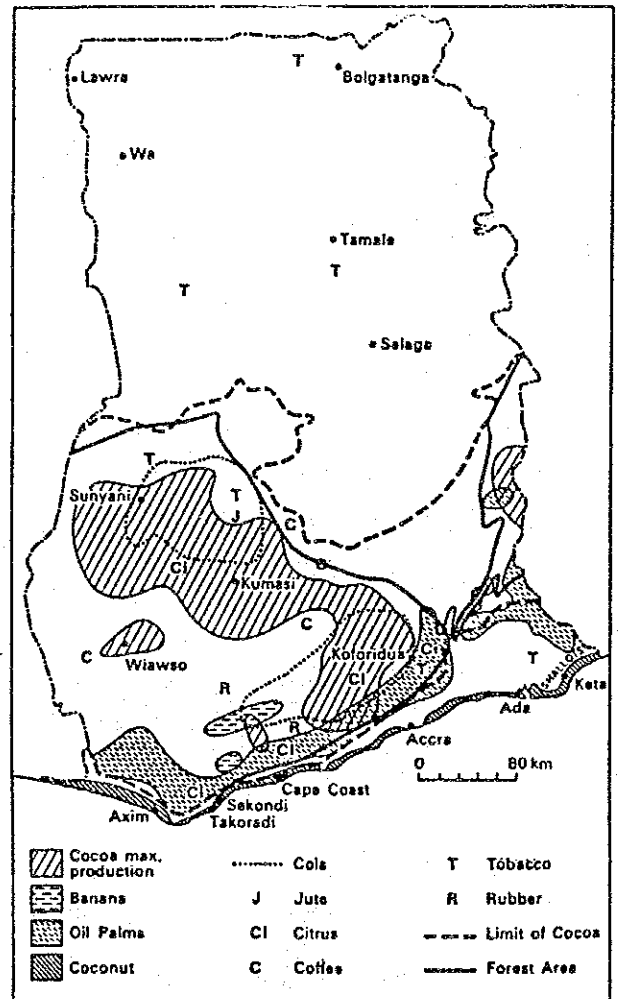 T
Lawra
Bolgatanga
Wa
Tamale
T
T
Salaga
T
Sunyani
T
J
C
CI
Kumasi
C
C
Wiawso
Koforidua
C
CI
T
R
T
R
Keta
Ada
CI
Accra
0 80 km
CI
Cape Coast
Sekondi
Axim
Takoradi
Cocoa max. production
Cola
T Tobacco
Banana
J Jute
R Rubber
Oil Palms
CI Citrus
Limit of Cocoa
Coconut
C Coffee
Forest Area